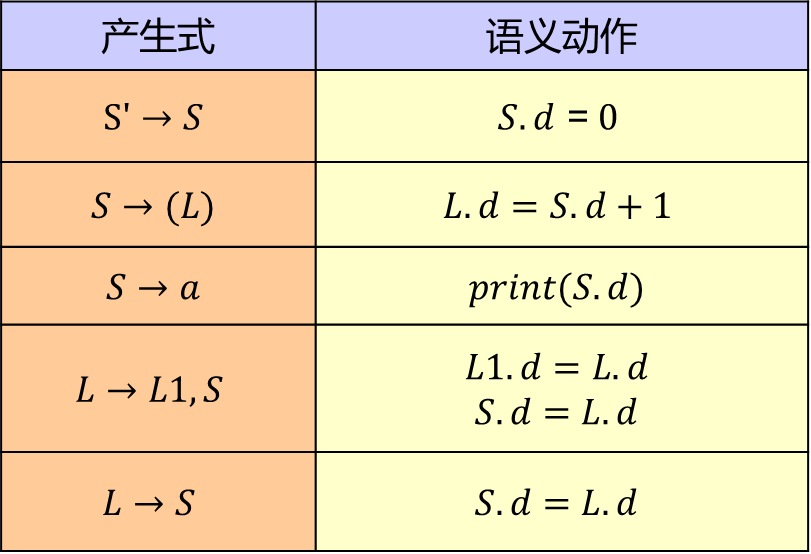 产生式 语义动作
S' → S S.d = 0
S → (L) L.d = S.d + 1
S → a print(S.d)
L → L1,S L1.d = L.d
S.d = L.d
L → S S.d = L.d